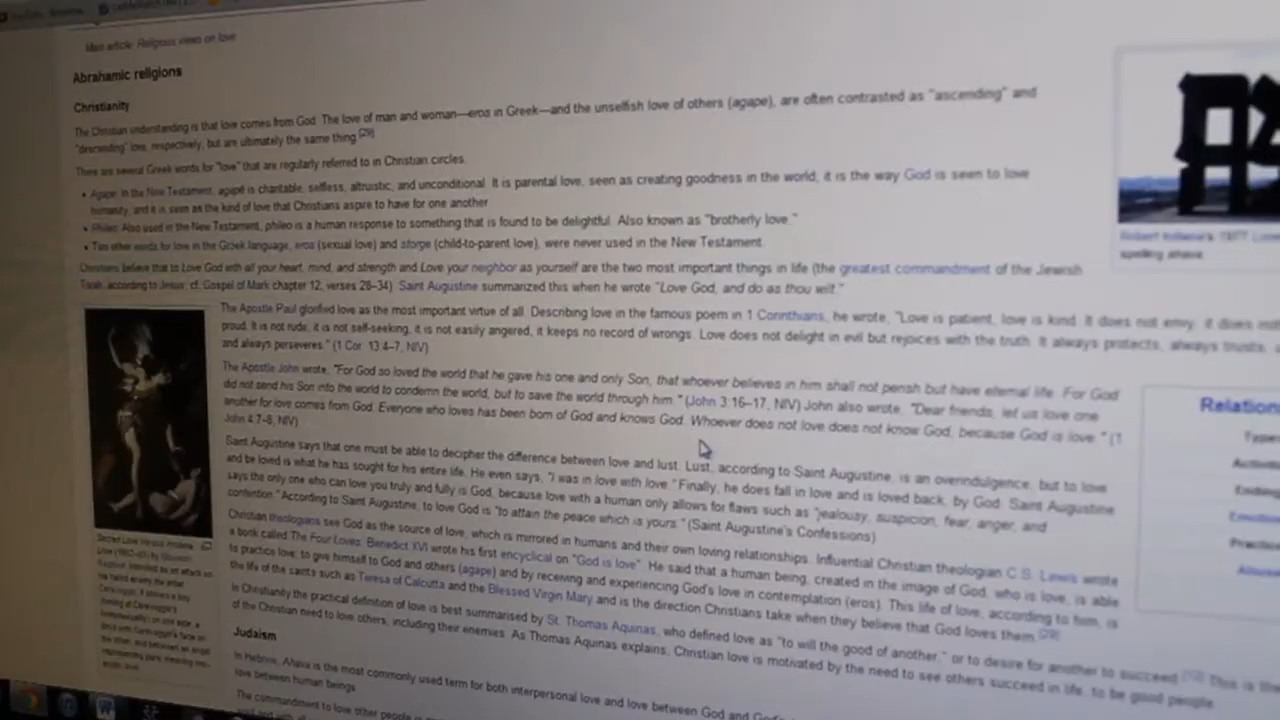 Main article: Religious views on love
Abrahamic religions
Christianity
The Christian understanding is that love comes from God. The love of man and woman—eros in Greek—and the unselfish love of others (agape), are often contrasted as "ascending" and
"descending" love, respectively, but are ultimately the same thing.[29]
There are several Greek words for "love" that are regularly referred to in Christian circles.
• Agape: In the New Testament, agapē is charitable, selfless, altruistic, and unconditional. It is parental love, seen as creating goodness in the world; it is the way God is seen to love
humanity, and it is seen as the kind of love that Christians aspire to have for one another
• Phileo: Also used in the New Testament, phileo is a human response to something that is found to be delightful. Also known as "brotherly love."
• Two other words for love in the Greek language, eros (sexual love) and storge (child-to-parent love), were never used in the New Testament.
Christians believe that to Love God with all your heart, mind, and strength and Love your neighbor as yourself are the two most important things in life (the greatest commandment of the Jewish
Torah, according to Jesus; cf. Gospel of Mark chapter 12, verses 28–34). Saint Augustine summarized this when he wrote "Love God, and do as thou wilt."
The Apostle Paul glorified love as the most important virtue of all. Describing love in the famous poem in 1 Corinthians, he wrote, "Love is patient, love is kind. It does not envy, it does not
proud. It is not rude, it is not self-seeking, it is not easily angered, it keeps no record of wrongs. Love does not delight in evil but rejoices with the truth. It always protects, always trusts,
and always perseveres." (1 Cor. 13:4–7, NIV)
The Apostle John wrote, "For God so loved the world that he gave his one and only Son, that whoever believes in him shall not perish but have eternal life. For God
did not send his Son into the world to condemn the world, but to save the world through him." (John 3:16–17, NIV) John also wrote, "Dear friends, let us love one
another for love comes from God. Everyone who loves has been born of God and knows God. Whoever does not love does not know God, because God is love." (1
John 4:7–8, NIV)
Saint Augustine says that one must be able to decipher the difference between love and lust. Lust, according to Saint Augustine, is an overindulgence, but to love
and be loved is what he has sought for his entire life. He even says, "I was in love with love." Finally, he does fall in love and is loved back, by God. Saint Augustine
says the only one who can love you truly and fully is God, because love with a human only allows for flaws such as "jealousy, suspicion, fear, anger, and
contention." According to Saint Augustine, to love God is "to attain the peace which is yours." (Saint Augustine's Confessions)
Christian theologians see God as the source of love, which is mirrored in humans and their own loving relationships. Influential Christian theologian C.S. Lewis wrote
a book called The Four Loves. Benedict XVI wrote his first encyclical on "God is love". He said that a human being, created in the image of God, who is love, is able
to practice love; to give himself to God and others (agape) and by receiving and experiencing God's love in contemplation (eros). This life of love, according to him, is
the life of the saints such as Teresa of Calcutta and the Blessed Virgin Mary and is the direction Christians take when they believe that God loves them.[29]
In Christianity the practical definition of love is best summarised by St. Thomas Aquinas, who defined love as "to will the good of another," or to desire for another to succeed. This is
of the Christian need to love others, including their enemies. As Thomas Aquinas explains, Christian love is motivated by the need to see others succeed in life, to be good people.
Judaism
In Hebrew, Ahava is the most commonly used term for both interpersonal love and love between God and God's
love between human beings.
The commandment to love other people is
Robert Indiana's 1977 Love
spelling ahava.
Relation
Sacred Love Versus Profane
Love (1602–03) by Giovanni